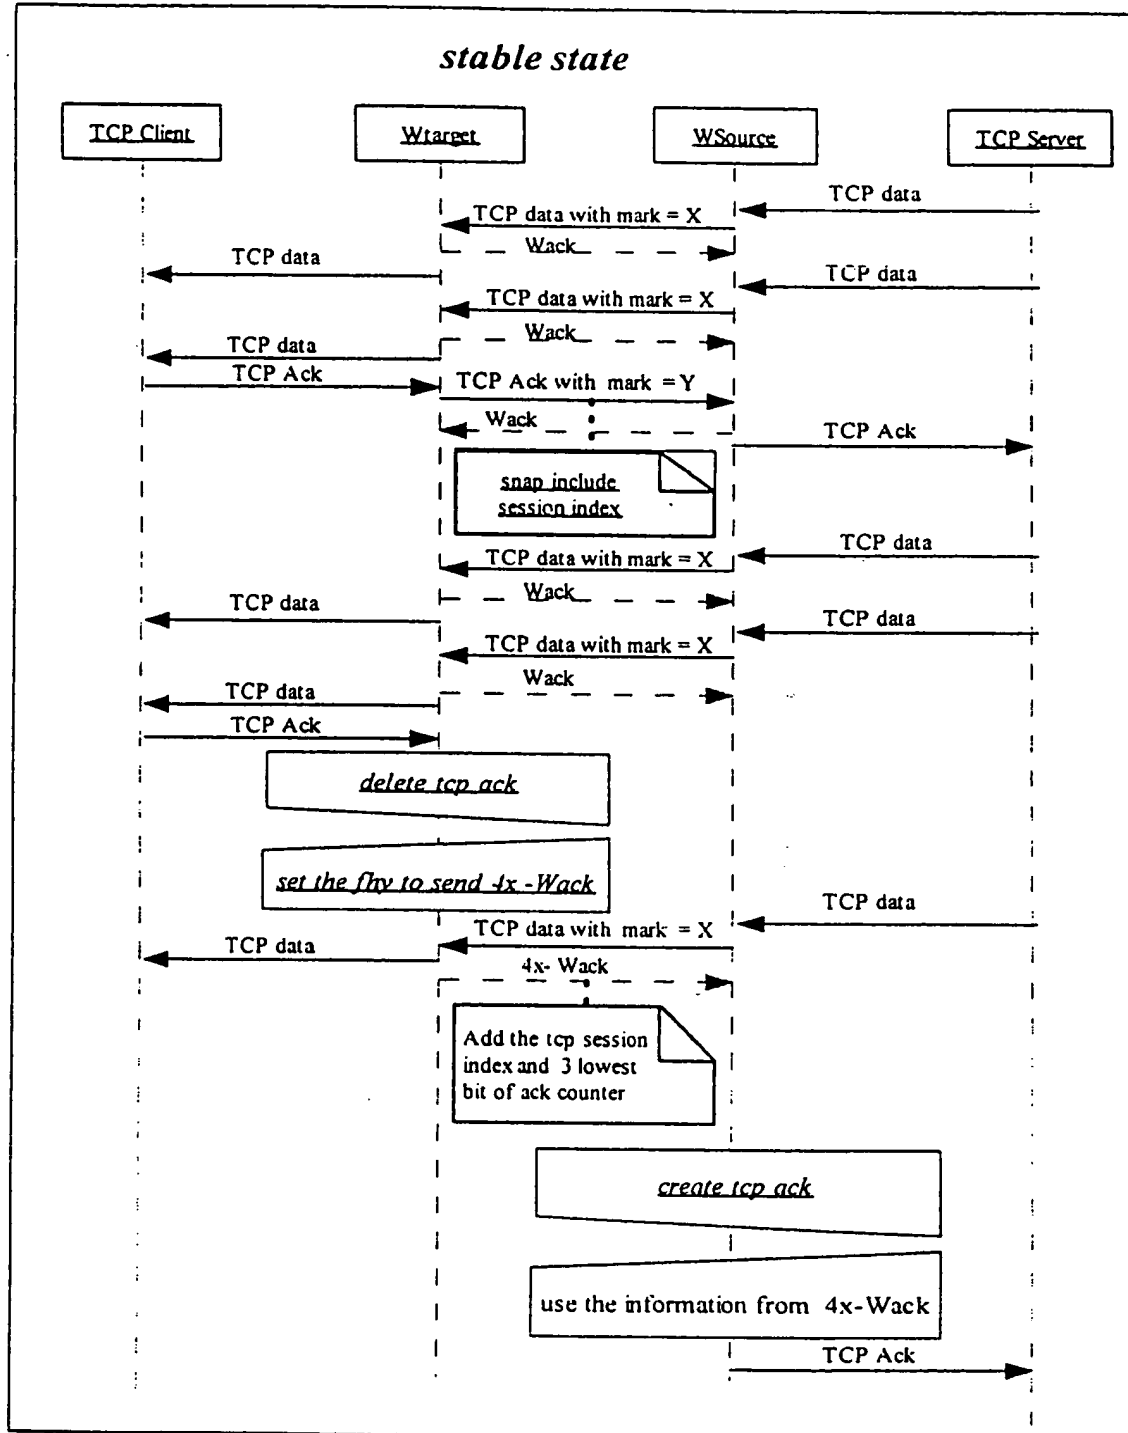 stable state
TCP Client
Wtarget
WSource
TCP Server
TCP data
TCP data with mark = X
Wack
TCP data
TCP data
TCP data with mark = X
Wack
TCP data
TCP Ack
TCP Ack with mark = Y
Wack
TCP Ack
snap include
session index
TCP data
TCP data with mark = X
Wack
TCP data
TCP data
TCP data with mark = X
Wack
TCP data
TCP Ack
delete tcp ack
set the fhy to send 4x -Wack
TCP data
TCP data with mark = X
TCP data
4x- Wack
Add the tcp session
index and 3 lowest
bit of ack counter
create tcp ack
use the information from 4x-Wack
TCP Ack